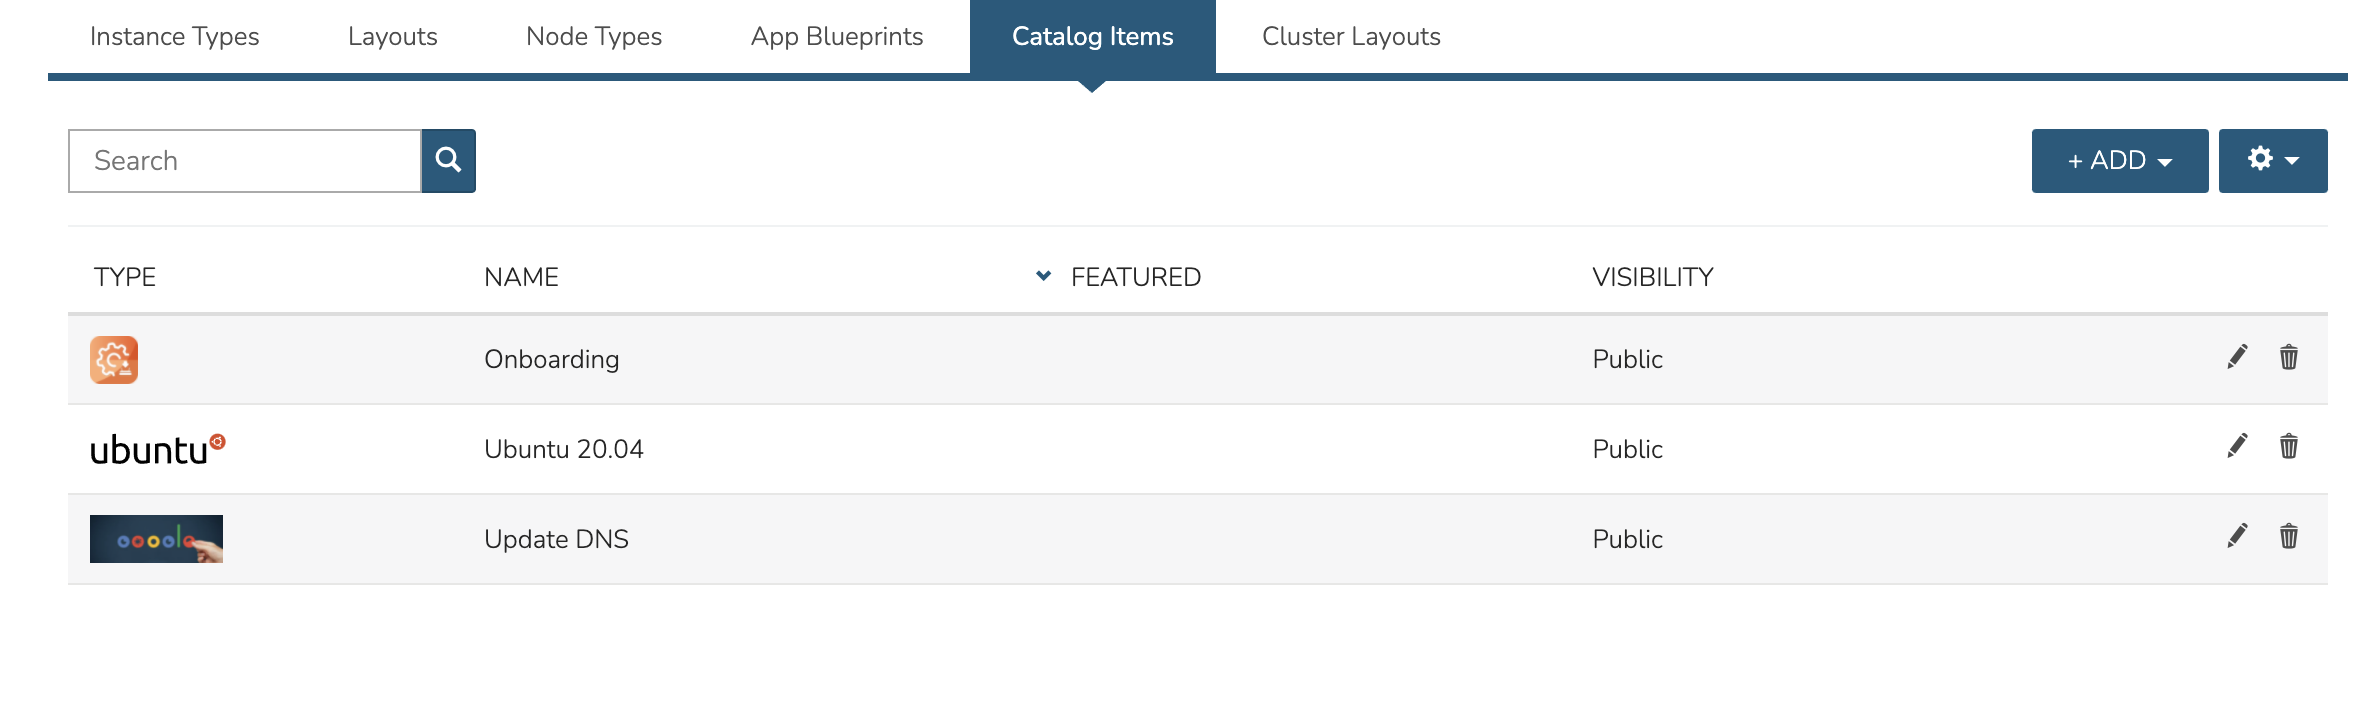 Instance Types Layouts Node Types App Blueprints Catalog Items Cluster Layouts
Search + ADD
TYPE NAME FEATURED VISIBILITY
Onboarding Public
ubuntu Ubuntu 20.04 Public
Google Update DNS Public